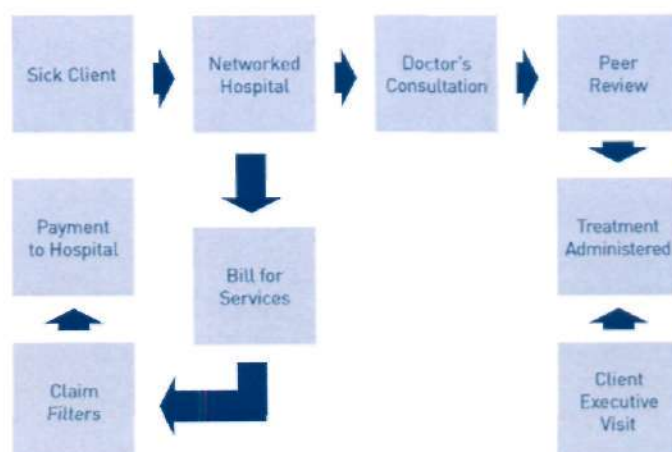 Sick Client
Networked
Hospital
Doctor's
Consultation
Peer
Review
Payment
to Hospital
Bill for
Services
Treatment
Administered
Claim
Filters
Client
Executive
Visit